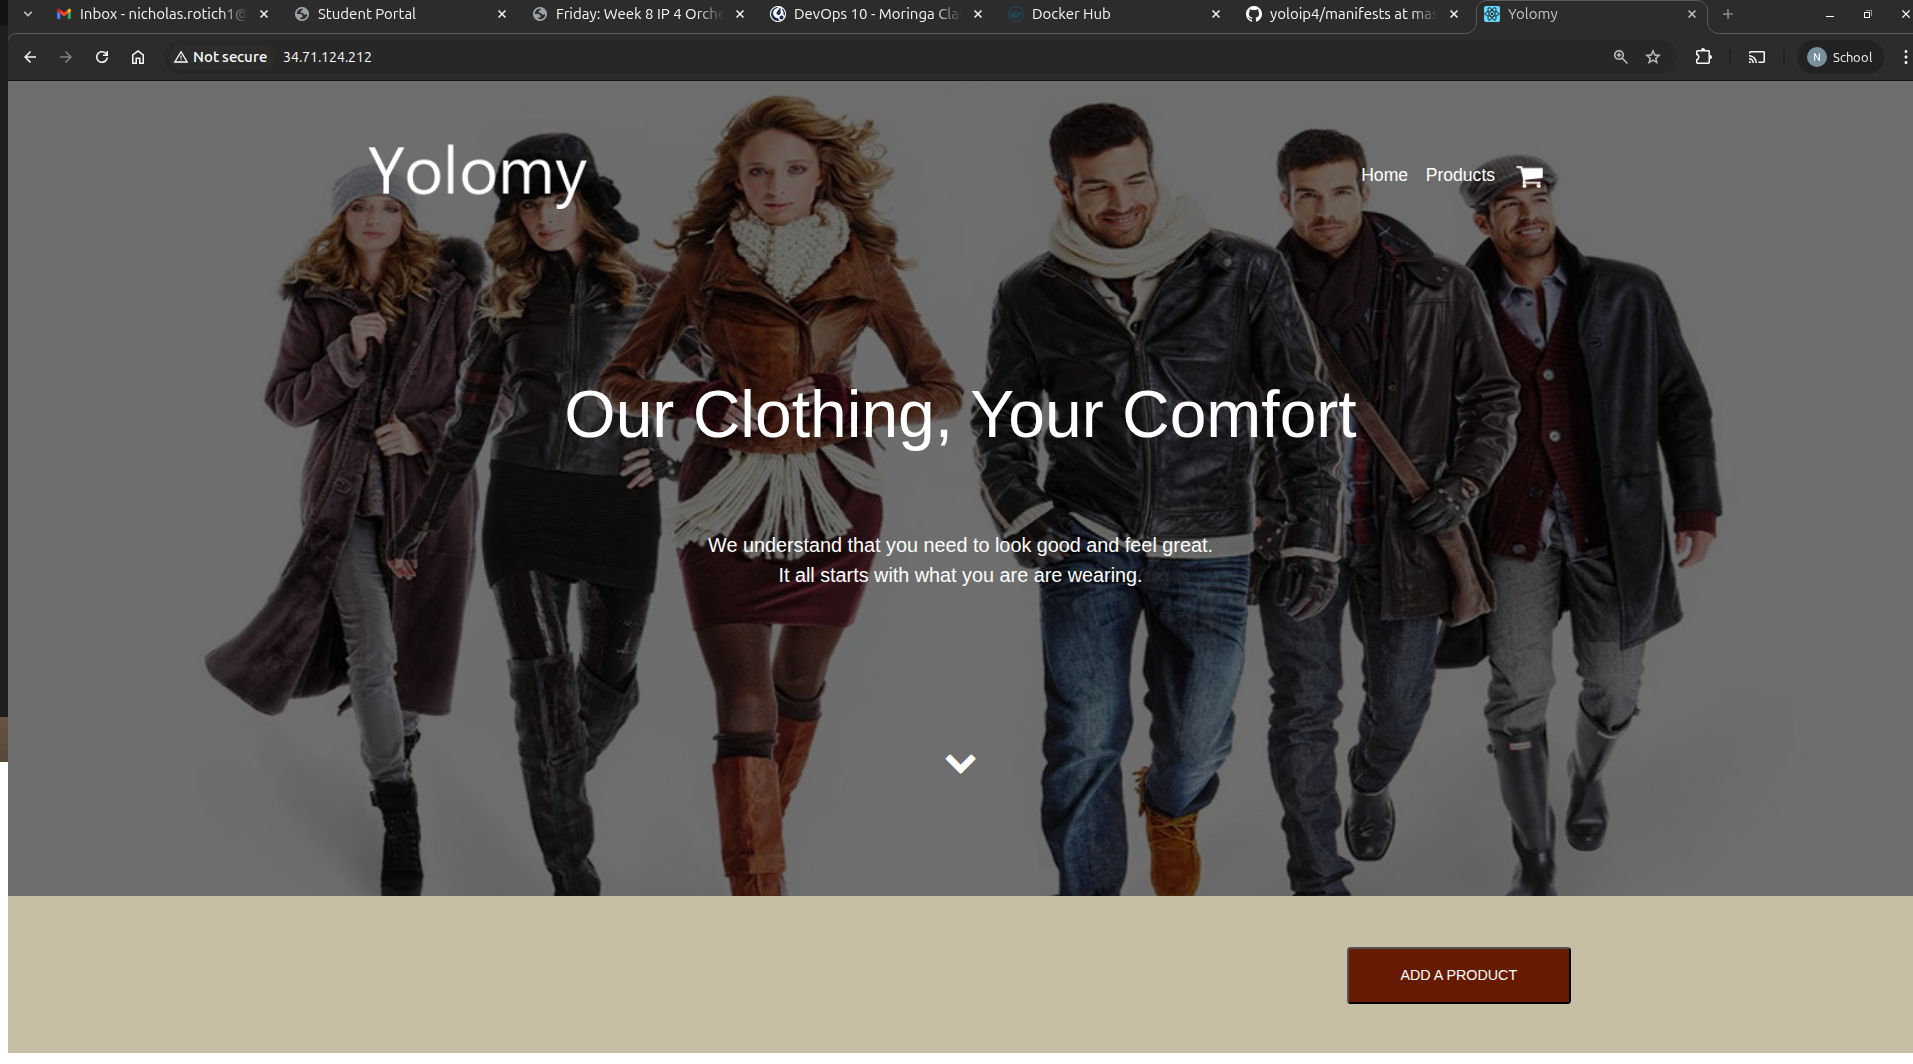 Inbox - nicholas.rotich1@
Student Portal
Friday: Week 8 IP 4 Orche
DevOps 10 - Moringa Cla
Docker Hub
yoloip4/manifests at mas
Yolomy
Not secure
34.71.124.212
N
School
Yolomy
Home
Products
Our Clothing, Your Comfort
We understand that you need to look good and feel great.
It all starts with what you are are wearing.
ADD A PRODUCT